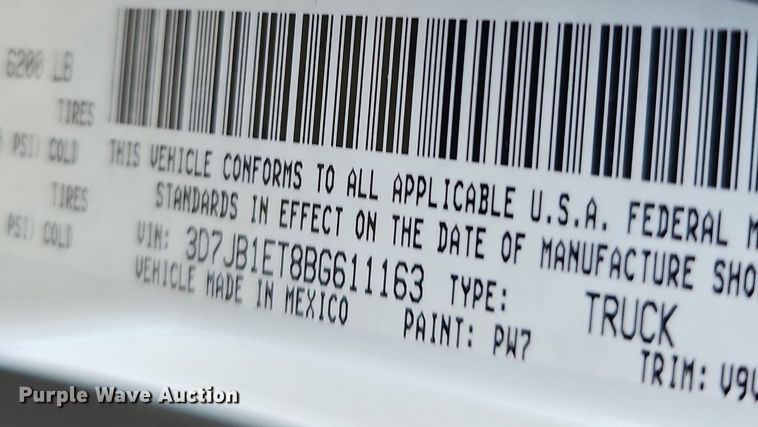 6200 LB
TIRES
PSI) COLD
TIRES
PSI) COLD
THIS VEHICLE CONFORMS TO ALL APPLICABLE U.S.A. FEDERAL M
STANDARDS IN EFFECT ON THE DATE OF MANUFACTURE SHO
VIN: 3D7JB1ET8BG611163 TYPE: TRUCK
VEHICLE MADE IN MEXICO PAINT: PW7 TRIM: V9V
Purple Wave Auction